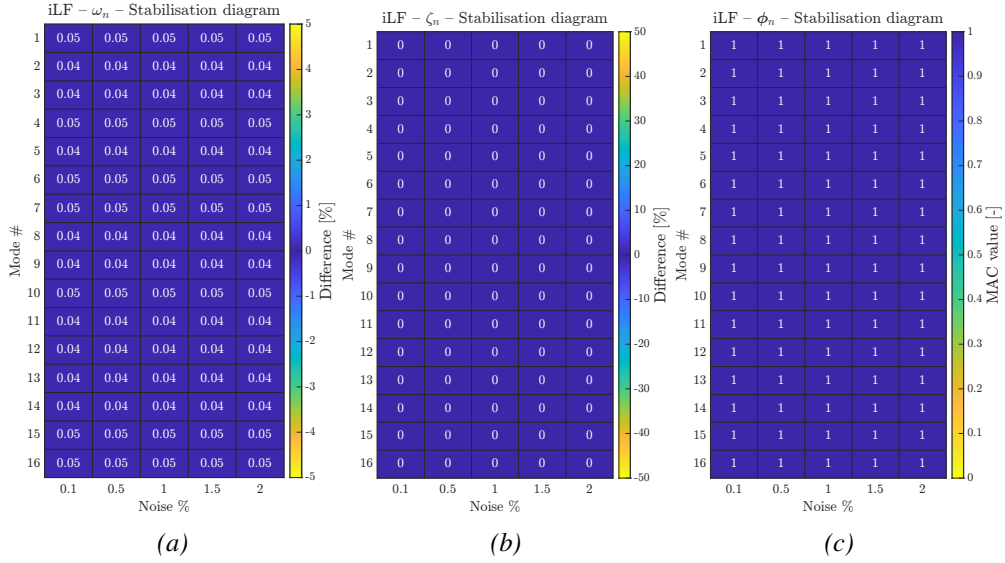 iLF – ωₙ – Stabilisation diagram
1 0.05 0.05 0.05 0.05 0.05
2 0.04 0.04 0.04 0.04 0.04
3 0.04 0.04 0.04 0.04 0.04
4 0.05 0.05 0.05 0.05 0.05
5 0.04 0.04 0.04 0.04 0.04
6 0.05 0.05 0.05 0.05 0.05
7 0.05 0.05 0.05 0.05 0.05
8 0.04 0.04 0.04 0.04 0.04
9 0.04 0.04 0.04 0.04 0.04
10 0.05 0.05 0.05 0.05 0.05
11 0.04 0.04 0.04 0.04 0.04
12 0.04 0.04 0.04 0.04 0.04
13 0.04 0.04 0.04 0.04 0.04
14 0.04 0.04 0.04 0.04 0.04
15 0.05 0.05 0.05 0.05 0.05
16 0.05 0.05 0.05 0.05 0.05
0.1 0.5 1 1.5 2
Noise %
Mode #
5
4
3
2
1
0
-1
-2
-3
-4
-5
Difference [%]
(a)
iLF – ζₙ – Stabilisation diagram
1 0 0 0 0 0
2 0 0 0 0 0
3 0 0 0 0 0
4 0 0 0 0 0
5 0 0 0 0 0
6 0 0 0 0 0
7 0 0 0 0 0
8 0 0 0 0 0
9 0 0 0 0 0
10 0 0 0 0 0
11 0 0 0 0 0
12 0 0 0 0 0
13 0 0 0 0 0
14 0 0 0 0 0
15 0 0 0 0 0
16 0 0 0 0 0
0.1 0.5 1 1.5 2
Noise %
Mode #
50
40
30
20
10
0
-10
-20
-30
-40
-50
Difference [%]
(b)
iLF – ϕₙ – Stabilisation diagram
1 1 1 1 1 1
2 1 1 1 1 1
3 1 1 1 1 1
4 1 1 1 1 1
5 1 1 1 1 1
6 1 1 1 1 1
7 1 1 1 1 1
8 1 1 1 1 1
9 1 1 1 1 1
10 1 1 1 1 1
11 1 1 1 1 1
12 1 1 1 1 1
13 1 1 1 1 1
14 1 1 1 1 1
15 1 1 1 1 1
16 1 1 1 1 1
0.1 0.5 1 1.5 2
Noise %
Mode #
1
0.9
0.8
0.7
0.6
0.5
0.4
0.3
0.2
0.1
0
MAC value [-]
(c)